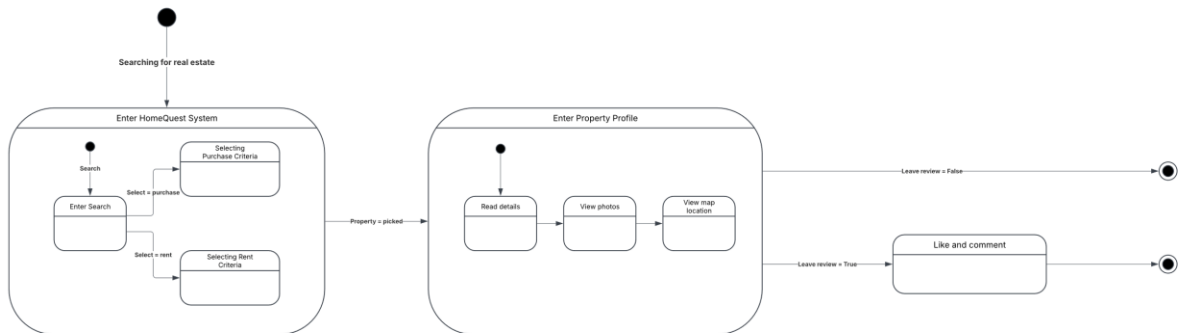 Searching for real estate
Enter HomeQuest System
Search
Enter Search
Select = purchase
Selecting
Purchase Criteria
Select = rent
Selecting Rent
Criteria
Property = picked
Enter Property Profile
Read details
View photos
View map
location
Leave review = False
Leave review = True
Like and comment